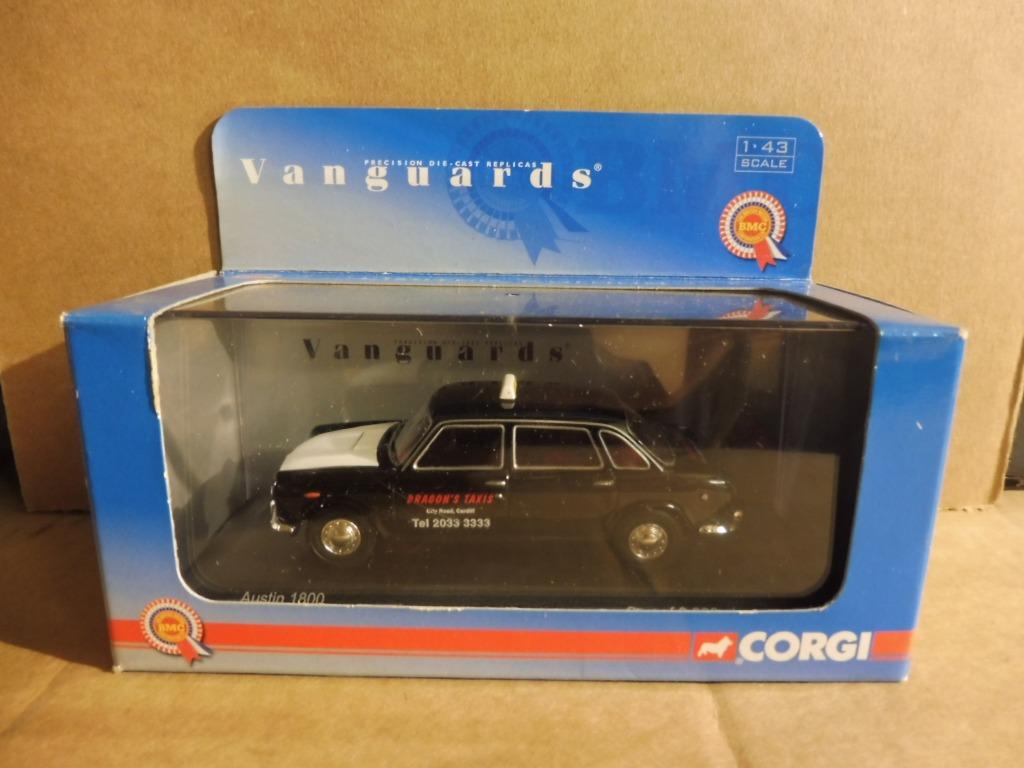 PRECISION DIE-CAST REPLICAS
Vanguards®
1:43
SCALE
BMC
Vanguards
DRAGON'S TAXIS
City Road, Cardiff
Tel 2033 3333
Austin 1800
BMC
CORGI